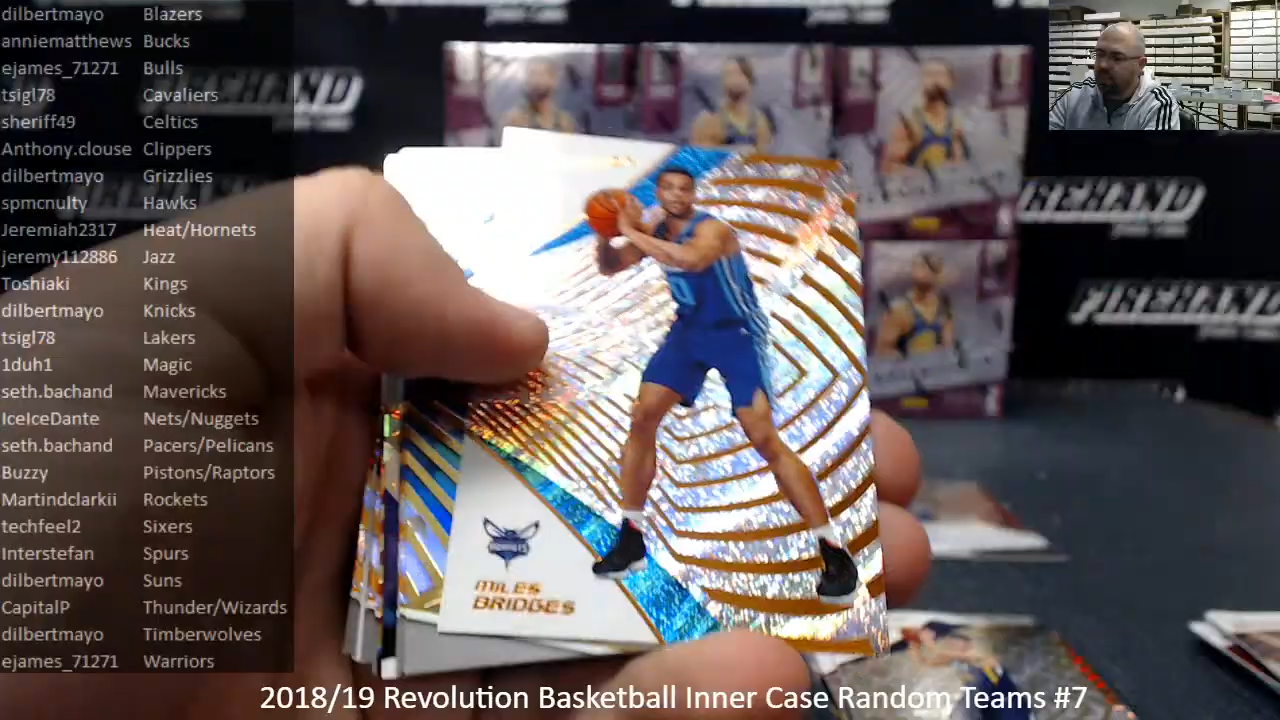 dilbertmayo Blazers
anniematthews Bucks
ejames_71271 Bulls
tsigl78 Cavaliers
sheriff49 Celtics
Anthony.clouse Clippers
dilbertmayo Grizzlies
spmcnulty Hawks
Jeremiah2317 Heat/Hornets
jeremy112886 Jazz
Toshiaki Kings
dilbertmayo Knicks
tsigl78 Lakers
1duh1 Magic
seth.bachand Mavericks
IceIceDante Nets/Nuggets
seth.bachand Pacers/Pelicans
Buzzy Pistons/Raptors
Martindclarkii Rockets
techfeel2 Sixers
Interstefan Spurs
dilbertmayo Suns
CapitalP Thunder/Wizards
dilbertmayo Timberwolves
ejames_71271 Warriors
FIREHAND
FIREHAND
MILES
BRIDGES
2018/19 Revolution Basketball Inner Case Random Teams #7